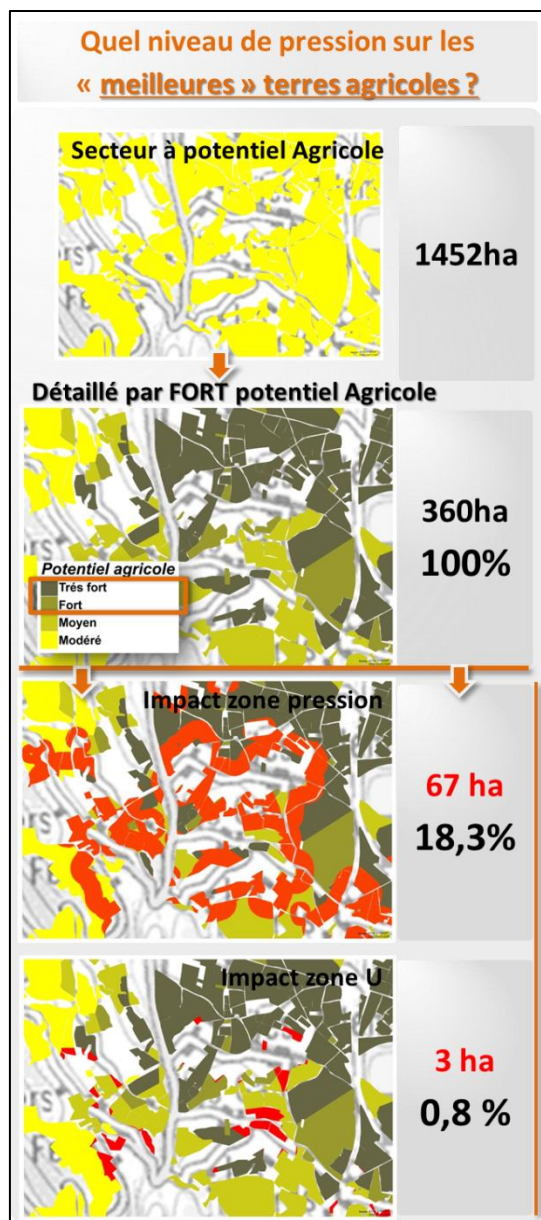 Quel niveau de pression sur les
« meilleures » terres agricoles ?
Secteur à potentiel Agricole
1452ha
Détaillé par FORT potentiel Agricole
360ha
100%
Potentiel agricole
Trés fort
Fort
Moyen
Modéré
Impact zone pression
67 ha
18,3%
Impact zone U
3 ha
0,8 %